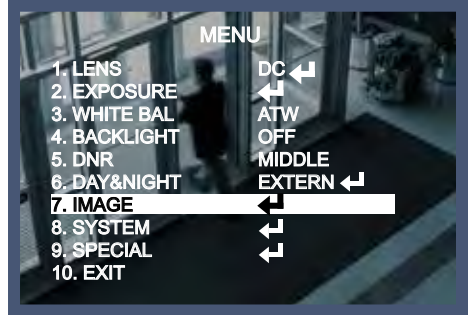 MENU
1. LENS DC ↵
2. EXPOSURE ↵
3. WHITE BAL ATW
4. BACKLIGHT OFF
5. DNR MIDDLE
6. DAY&NIGHT EXTERN ↵
7. IMAGE ↵
8. SYSTEM ↵
9. SPECIAL ↵
10. EXIT